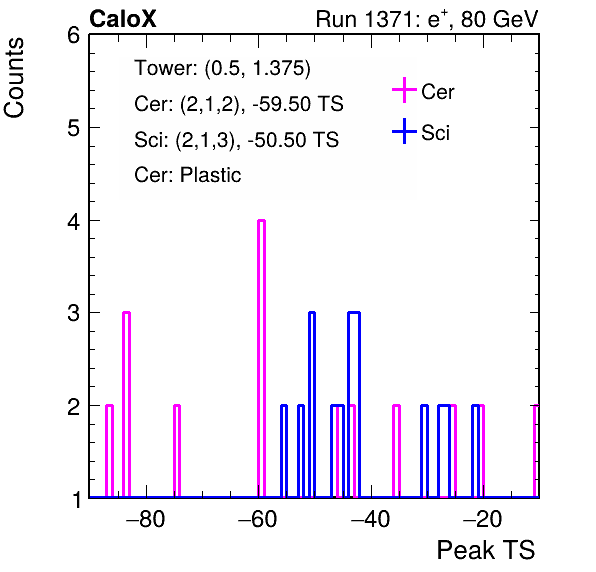 CaloX
Run 1371: e+, 80 GeV
Counts
Tower: (0.5, 1.375)
Cer: (2,1,2), -59.50 TS
Sci: (2,1,3), -50.50 TS
Cer: Plastic
Cer
Sci
6
5
4
3
2
1
−80 −60 −40 −20
Peak TS